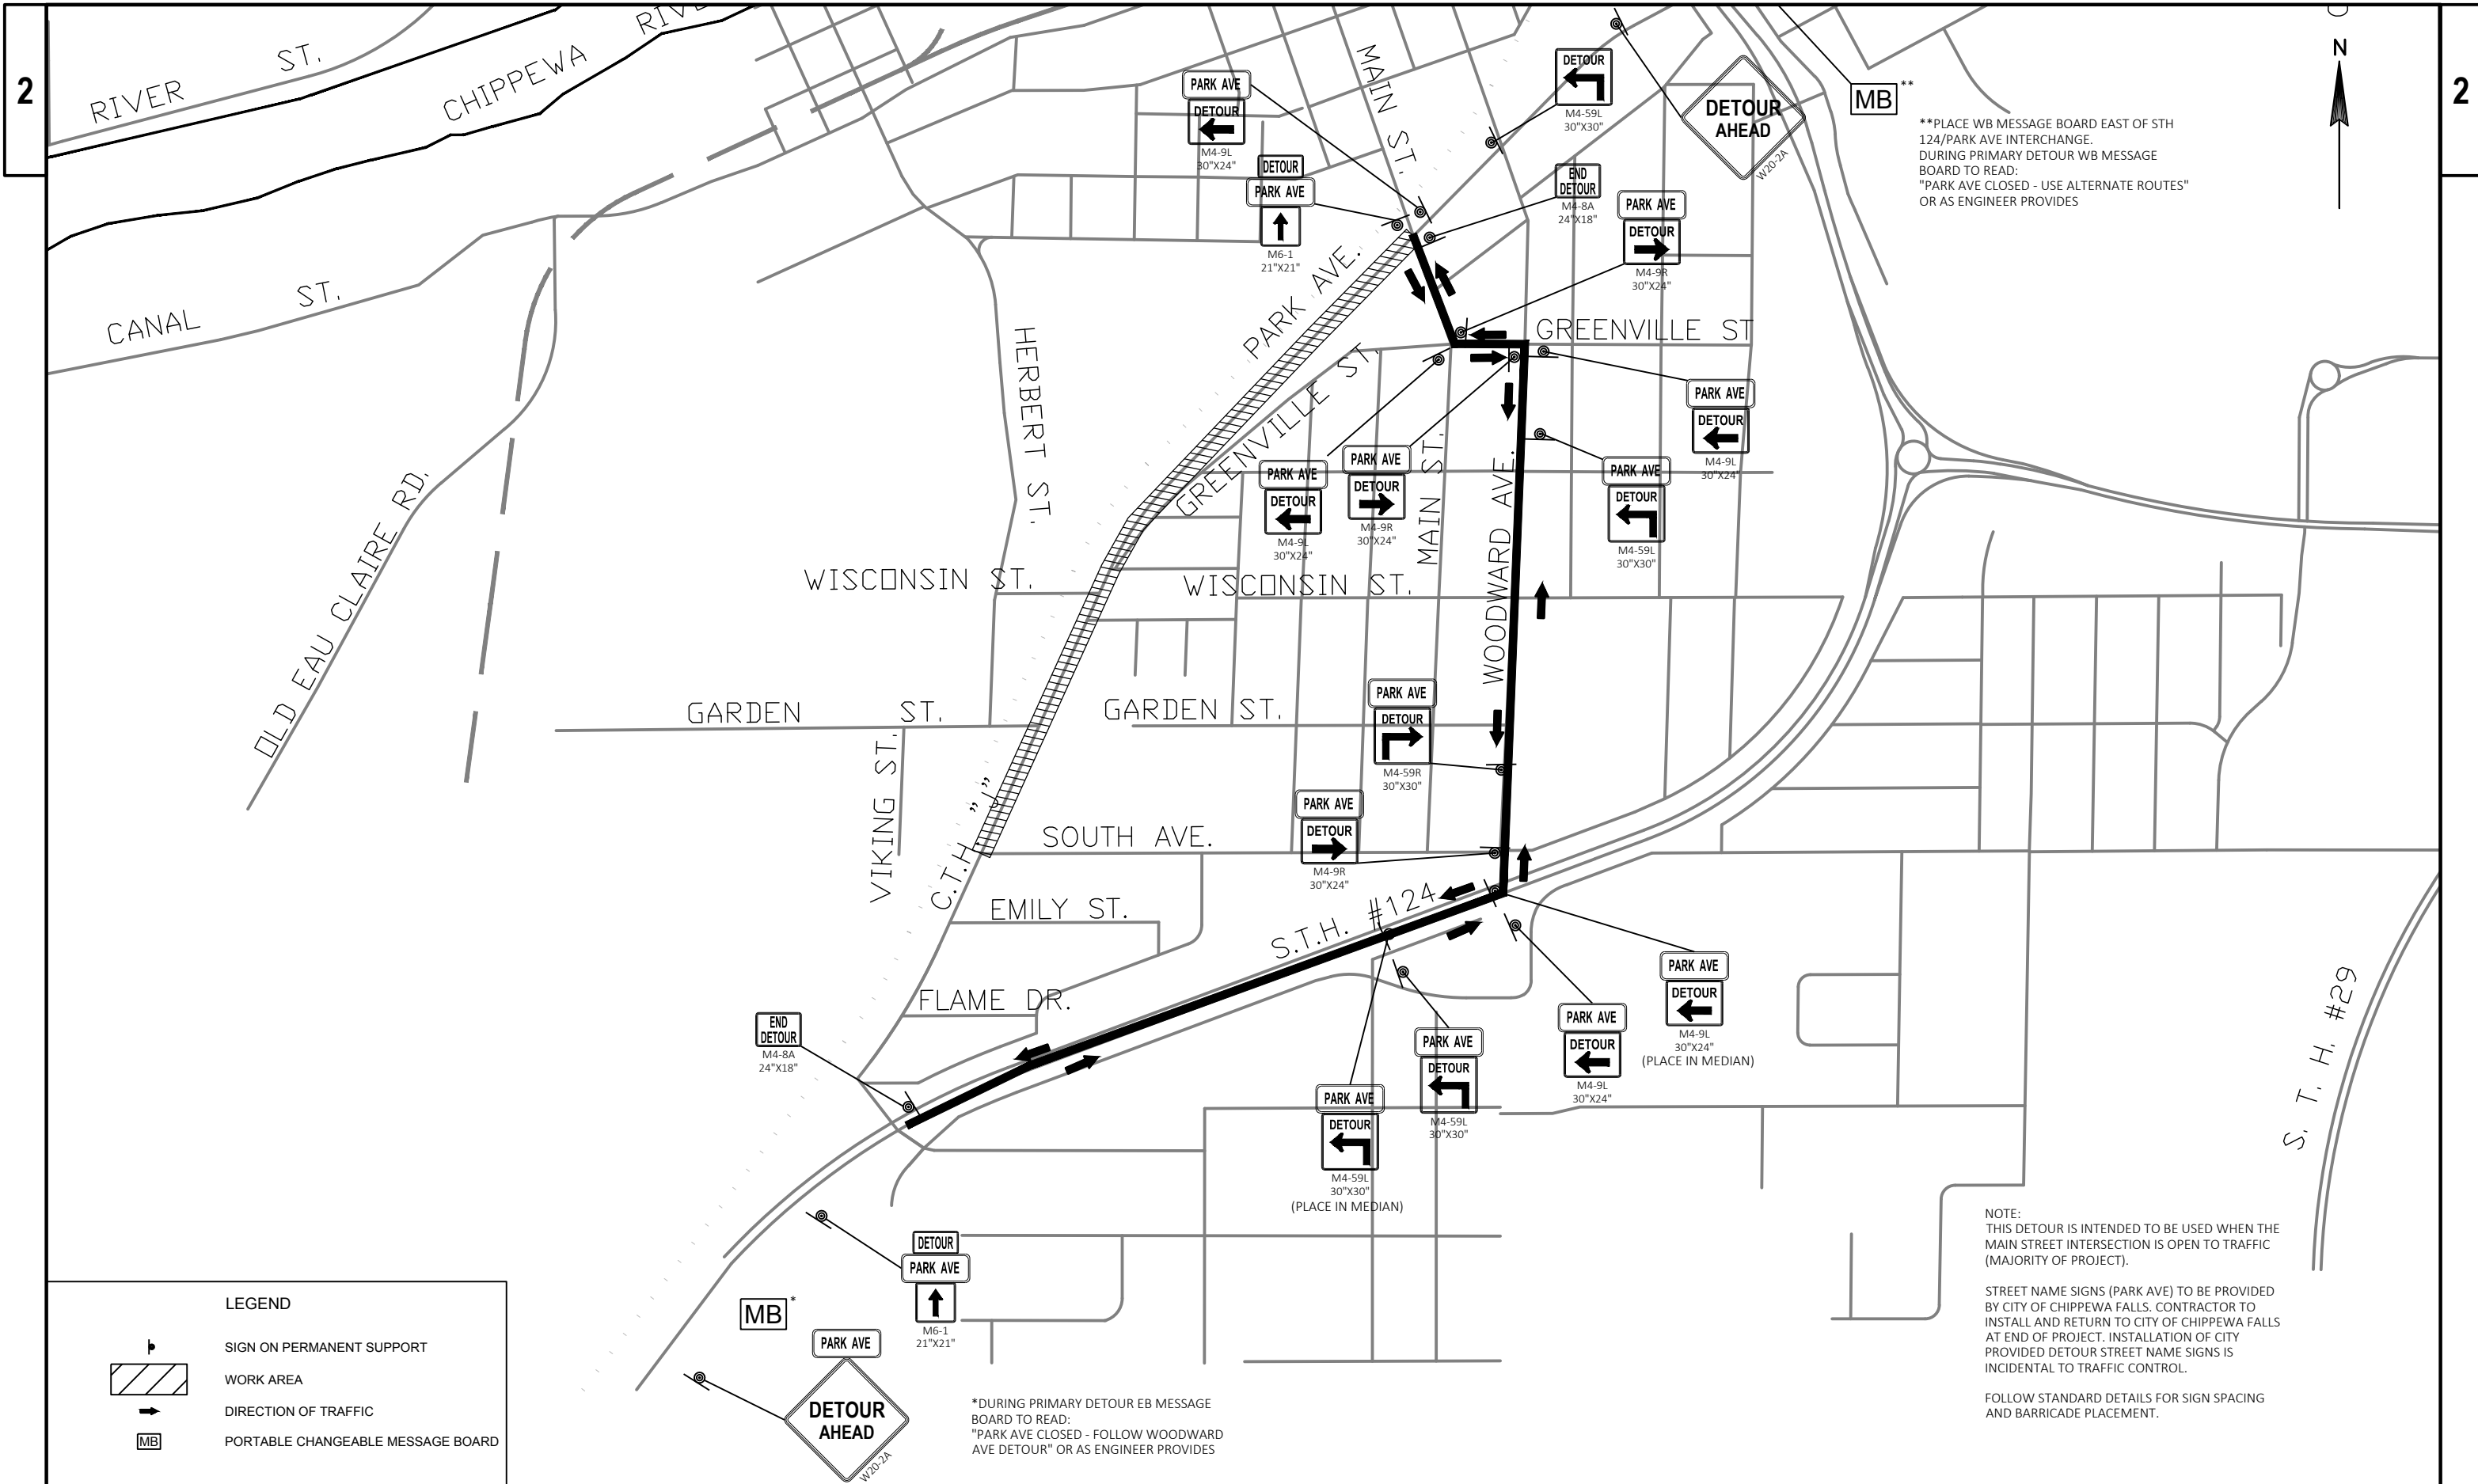 2
2
RIVER ST.
CHIPPEWA
CANAL ST.
OLD EAU CLAIRE RD.
HERBERT ST.
MAIN ST.
PARK AVE.
GREENVILLE ST.
GREENVILLE ST
WISCONSIN ST.
WISCONSIN ST.
MAIN ST.
WOODWARD AVE.
GARDEN ST.
GARDEN ST.
VIKING ST.
C.T.H. "J"
SOUTH AVE.
EMILY ST.
FLAME DR.
S.T.H. #124
S. T. H. #29
N
PARK AVE
DETOUR
M4-9L
30"X24"
DETOUR
PARK AVE
M6-1
21"X21"
DETOUR
M4-59L
30"X30"
DETOUR
AHEAD
W20-2A
MB **
**PLACE WB MESSAGE BOARD EAST OF STH
124/PARK AVE INTERCHANGE.
DURING PRIMARY DETOUR WB MESSAGE
BOARD TO READ:
"PARK AVE CLOSED - USE ALTERNATE ROUTES"
OR AS ENGINEER PROVIDES
END
DETOUR
M4-8A
24"X18"
PARK AVE
DETOUR
M4-9R
30"X24"
PARK AVE
DETOUR
M4-9L
30"X24"
PARK AVE
DETOUR
M4-9L
30"X24"
PARK AVE
DETOUR
M4-9R
30"X24"
PARK AVE
DETOUR
M4-59L
30"X30"
PARK AVE
DETOUR
M4-59R
30"X30"
PARK AVE
DETOUR
M4-9R
30"X24"
PARK AVE
DETOUR
M4-9L
30"X24"
(PLACE IN MEDIAN)
PARK AVE
DETOUR
M4-9L
30"X24"
PARK AVE
DETOUR
M4-59L
30"X30"
PARK AVE
DETOUR
M4-59L
30"X30"
(PLACE IN MEDIAN)
END
DETOUR
M4-8A
24"X18"
DETOUR
PARK AVE
M6-1
21"X21"
MB *
PARK AVE
DETOUR
AHEAD
W20-2A
*DURING PRIMARY DETOUR EB MESSAGE
BOARD TO READ:
"PARK AVE CLOSED - FOLLOW WOODWARD
AVE DETOUR" OR AS ENGINEER PROVIDES
NOTE:
THIS DETOUR IS INTENDED TO BE USED WHEN THE
MAIN STREET INTERSECTION IS OPEN TO TRAFFIC
(MAJORITY OF PROJECT).
STREET NAME SIGNS (PARK AVE) TO BE PROVIDED
BY CITY OF CHIPPEWA FALLS. CONTRACTOR TO
INSTALL AND RETURN TO CITY OF CHIPPEWA FALLS
AT END OF PROJECT. INSTALLATION OF CITY
PROVIDED DETOUR STREET NAME SIGNS IS
INCIDENTAL TO TRAFFIC CONTROL.
FOLLOW STANDARD DETAILS FOR SIGN SPACING
AND BARRICADE PLACEMENT.
LEGEND
SIGN ON PERMANENT SUPPORT
WORK AREA
DIRECTION OF TRAFFIC
MB PORTABLE CHANGEABLE MESSAGE BOARD